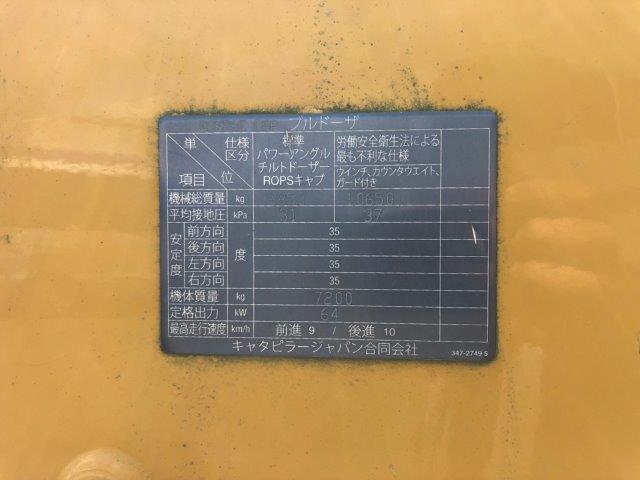 ブルドーザ
単位 仕様区分 標準 労働安全衛生法による
パワーアングル 最も不利な仕様
チルトドーザー ウインチ、カウンタウエイト、
項目 ROPSキャブ ガード付き
機械総質量 kg 10650
平均接地圧 kPa 31 37
安定度 前方向 度 35
後方向 35
左方向 35
右方向 35
機体質量 kg 7200
定格出力 kW 64
最高走行速度 km/h 前進 9 / 後進 10
キャタピラージャパン合同会社
347-2749 S